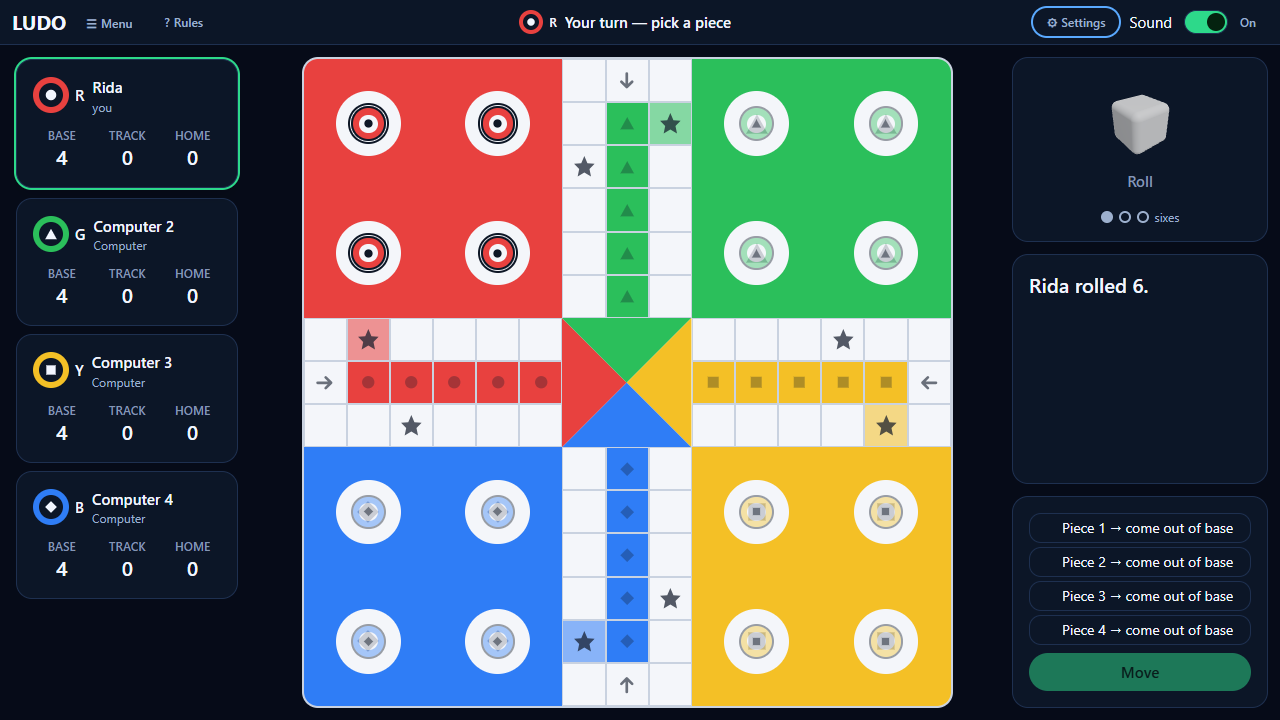 LUDO ☰ Menu ? Rules
R Your turn — pick a piece
⚙ Settings Sound On
R Rida
you
BASE TRACK HOME
4 0 0
G Computer 2
Computer
BASE TRACK HOME
4 0 0
Y Computer 3
Computer
BASE TRACK HOME
4 0 0
B Computer 4
Computer
BASE TRACK HOME
4 0 0
Roll
sixes
Rida rolled 6.
Piece 1 → come out of base
Piece 2 → come out of base
Piece 3 → come out of base
Piece 4 → come out of base
Move